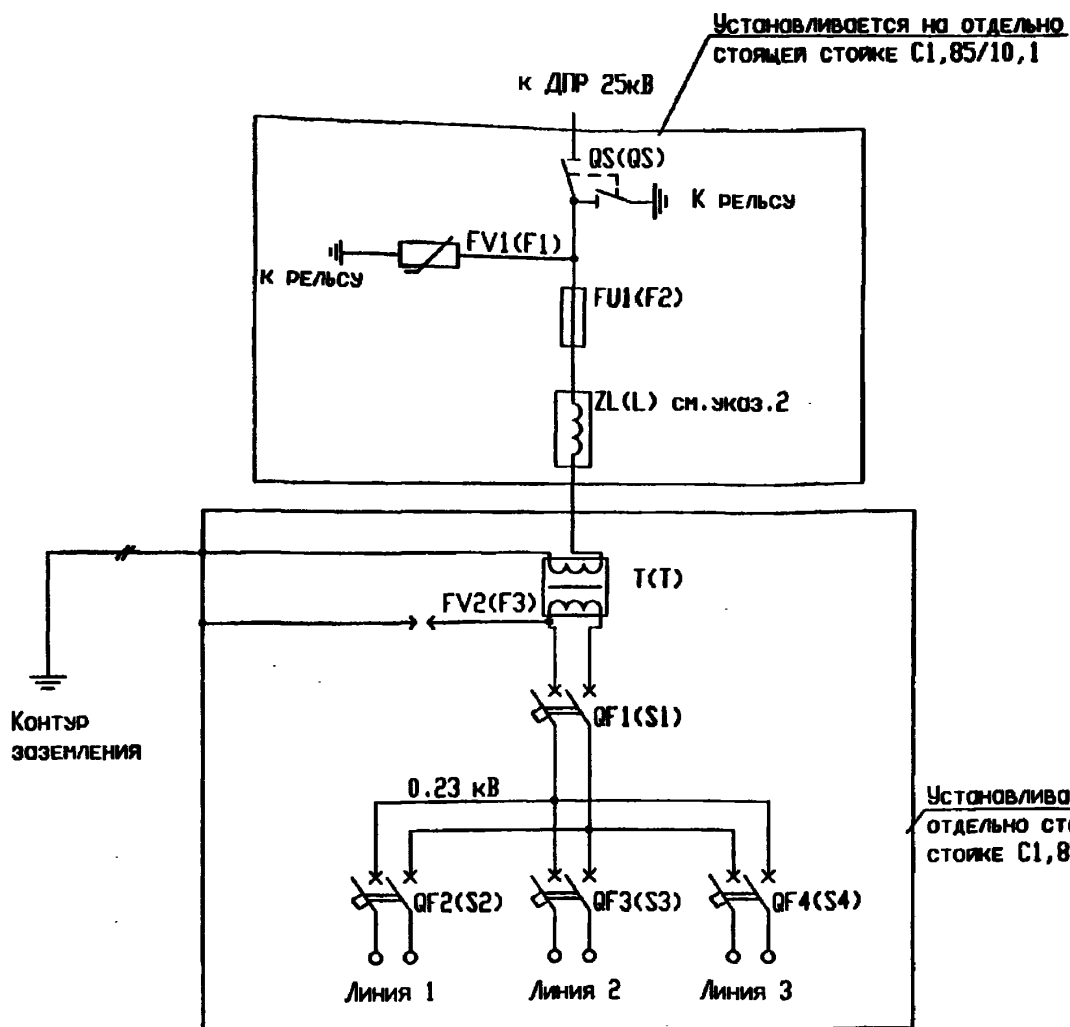 Устанавливается на отдельно
стоящей стойке С1,85/10,1
к ДПР 25кВ
QS(QS)
К рельсу
FV1(F1)
к рельсу
FU1(F2)
ZL(L) см.указ.2
T(T)
FV2(F3)
QF1(S1)
Контур
заземления
0.23 кВ
Устанавлива
отдельно сто
стойке С1,8
QF2(S2)
QF3(S3)
QF4(S4)
Линия 1
Линия 2
Линия 3